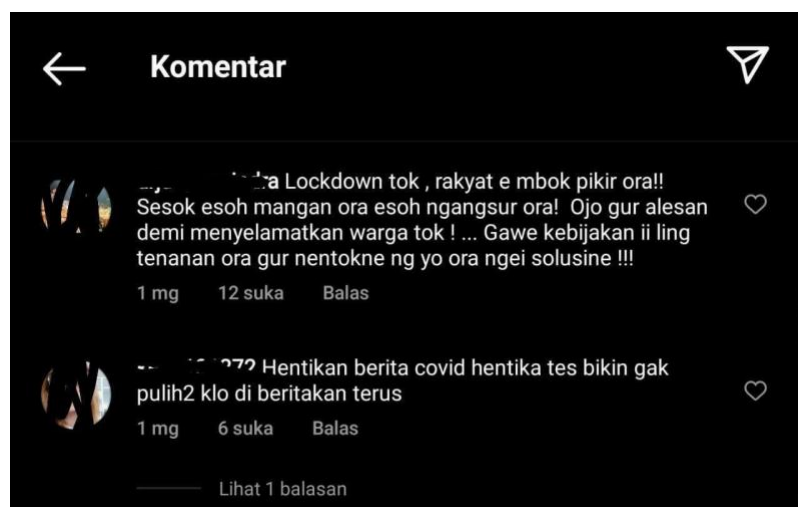 Komentar
Lockdown tok , rakyat e mbok pikir ora!!
Sesok esoh mangan ora esoh ngangsur ora! Ojo gur alesan
demi menyelamatkan warga tok ! ... Gawe kebijakan ii ling
tenanan ora gur nentokne ng yo ora ngei solusine !!!
1 mg 12 suka Balas
Hentikan berita covid hentika tes bikin gak
pulih2 klo di beritakan terus
1 mg 6 suka Balas
Lihat 1 balasan